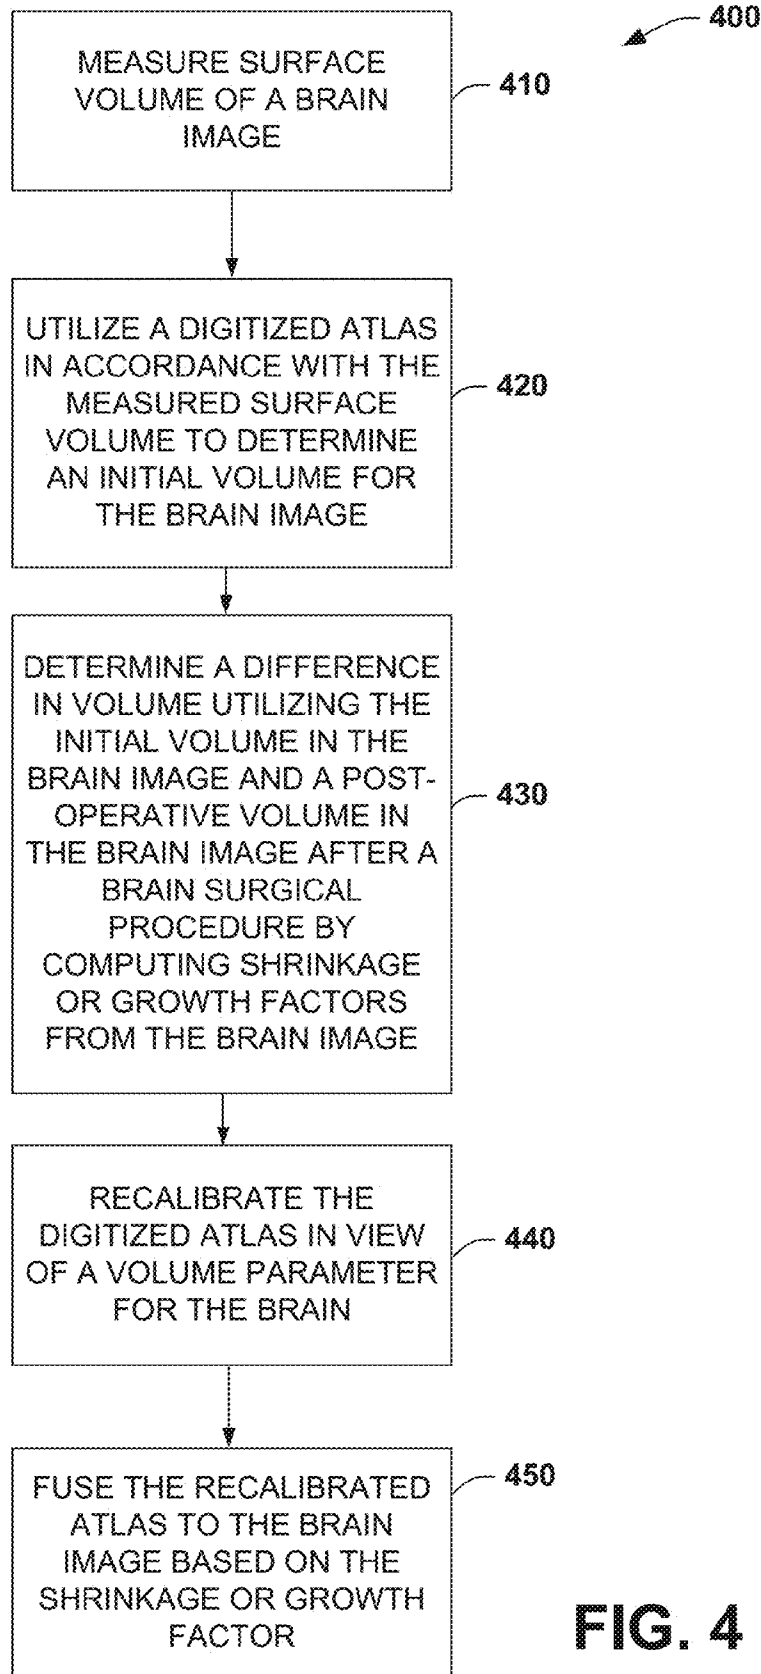 400
MEASURE SURFACE
VOLUME OF A BRAIN
IMAGE
410
UTILIZE A DIGITIZED ATLAS
IN ACCORDANCE WITH THE
MEASURED SURFACE
VOLUME TO DETERMINE
AN INITIAL VOLUME FOR
THE BRAIN IMAGE
420
DETERMINE A DIFFERENCE
IN VOLUME UTILIZING THE
INITIAL VOLUME IN THE
BRAIN IMAGE AND A POST-
OPERATIVE VOLUME IN
THE BRAIN IMAGE AFTER A
BRAIN SURGICAL
PROCEDURE BY
COMPUTING SHRINKAGE
OR GROWTH FACTORS
FROM THE BRAIN IMAGE
430
RECALIBRATE THE
DIGITIZED ATLAS IN VIEW
OF A VOLUME PARAMETER
FOR THE BRAIN
440
FUSE THE RECALIBRATED
ATLAS TO THE BRAIN
IMAGE BASED ON THE
SHRINKAGE OR GROWTH
FACTOR
450
FIG. 4